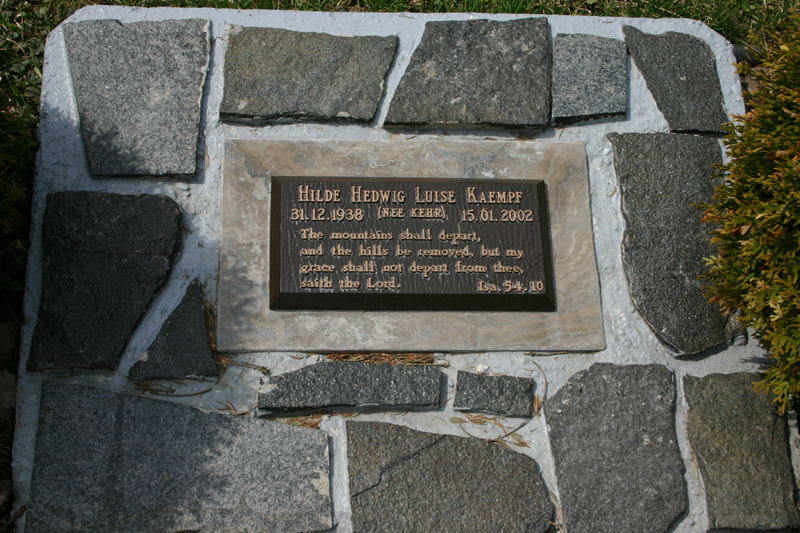 Hilde Hedwig Luise Kaempf
31.12.1938 (nee Kehr) 15.01.2002
The mountains shall depart,
and the hills be removed, but my
grace shall not depart from thee,
saith the Lord. Isa. 54.10